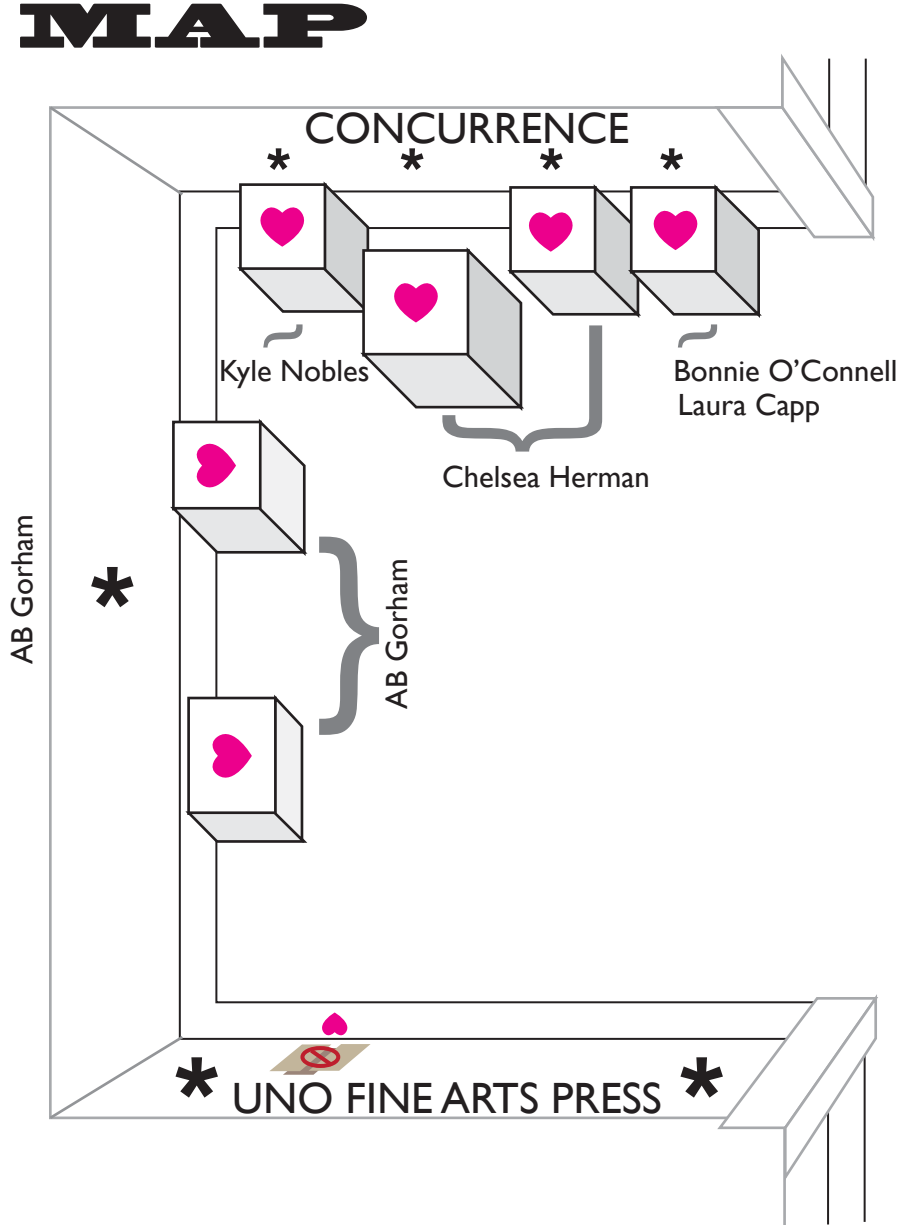 MAP
CONCURRENCE
* * * *
Kyle Nobles
Bonnie O’Connell
Laura Capp
Chelsea Herman
AB Gorham
*
AB Gorham
* UNO FINE ARTS PRESS *